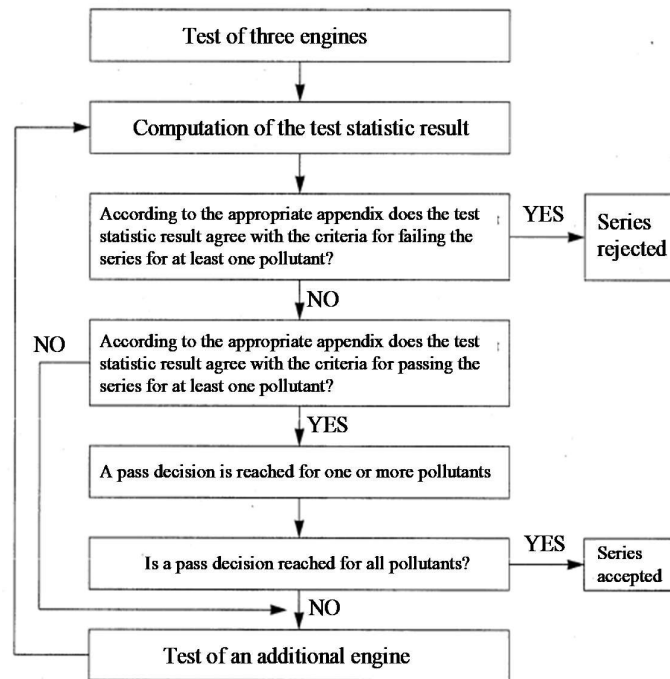 Test of three engines
Computation of the test statistic result
According to the appropriate appendix does the test
statistic result agree with the criteria for failing the
series for at least one pollutant?
YES
Series
rejected
NO
According to the appropriate appendix does the test
statistic result agree with the criteria for passing the
series for at least one pollutant?
NO
YES
A pass decision is reached for one or more pollutants
Is a pass decision reached for all pollutants?
YES
Series
accepted
NO
Test of an additional engine